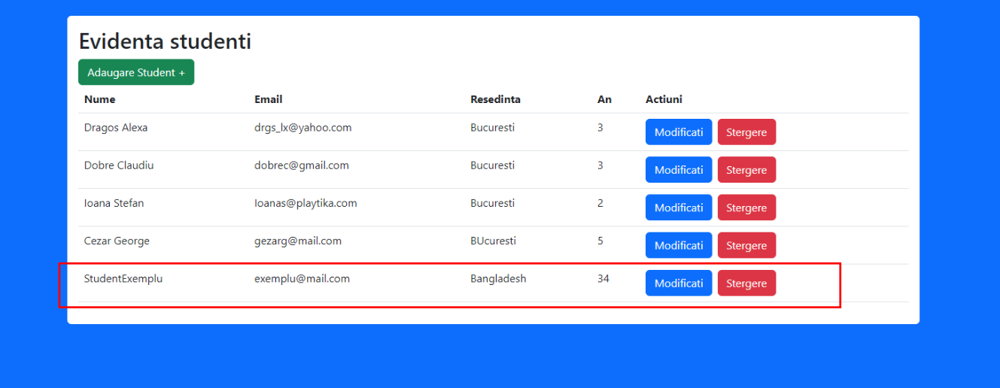 Evidenta studenti
Adaugare Student +
Nume Email Resedinta An Actiuni
Dragos Alexa drgs_lx@yahoo.com Bucuresti 3 Modificati Stergere
Dobre Claudiu dobrec@gmail.com Bucuresti 3 Modificati Stergere
Ioana Stefan Ioanas@playtika.com Bucuresti 2 Modificati Stergere
Cezar George gezarg@mail.com BUcuresti 5 Modificati Stergere
StudentExemplu exemplu@mail.com Bangladesh 34 Modificati Stergere